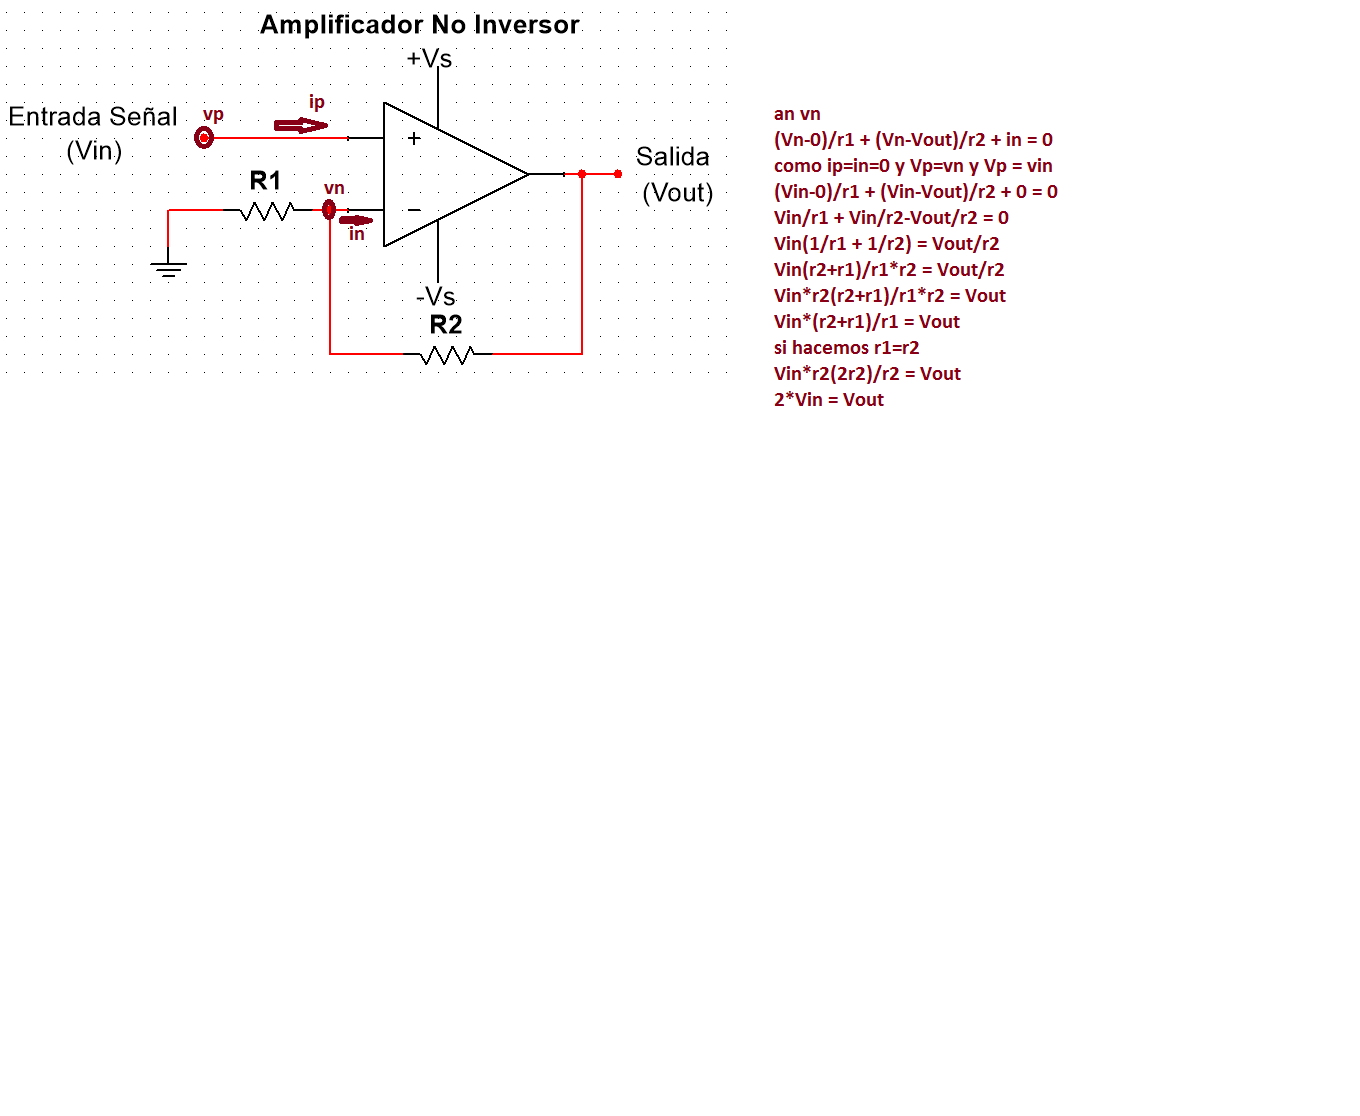 Amplificador No Inversor
+Vs
Entrada Señal
(Vin)
vp
ip
+
R1
vn
in
−
Salida
(Vout)
-Vs
R2
an vn
(Vn-0)/r1 + (Vn-Vout)/r2 + in = 0
como ip=in=0 y Vp=vn y Vp = vin
(Vin-0)/r1 + (Vin-Vout)/r2 + 0 = 0
Vin/r1 + Vin/r2-Vout/r2 = 0
Vin(1/r1 + 1/r2) = Vout/r2
Vin(r2+r1)/r1*r2 = Vout/r2
Vin*r2(r2+r1)/r1*r2 = Vout
Vin*(r2+r1)/r1 = Vout
si hacemos r1=r2
Vin*r2(2r2)/r2 = Vout
2*Vin = Vout